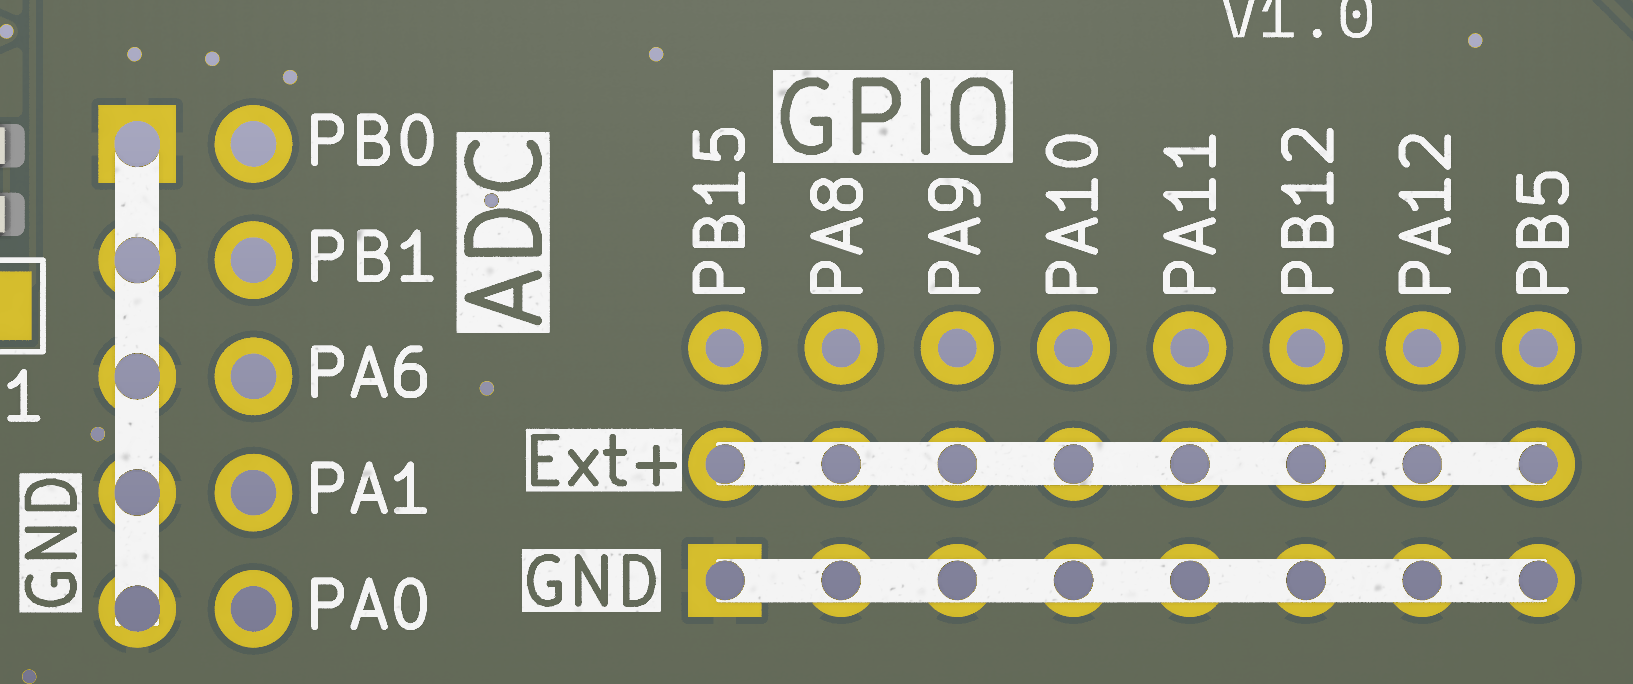 V1.0
GPIO
PB0
PB1
PA6
PA1
PA0
ADC
GND
1
PB15
PA8
PA9
PA10
PA11
PB12
PA12
PB5
Ext+
GND